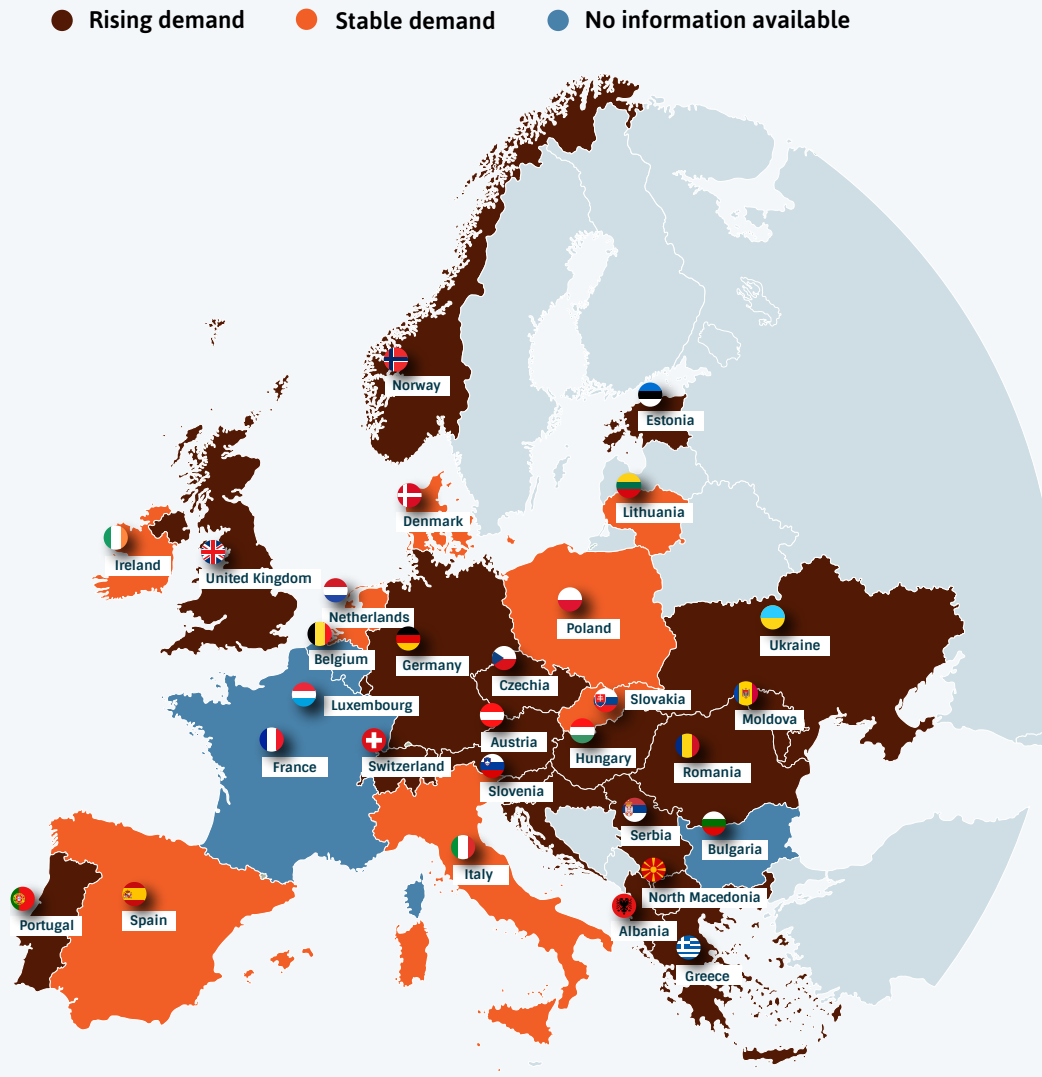 Rising demand
Stable demand
No information available
Norway
Estonia
Denmark
Lithuania
Ireland
United Kingdom
Netherlands
Poland
Ukraine
Belgium
Germany
Czechia
Slovakia
Luxembourg
Moldova
Austria
Hungary
France
Switzerland
Romania
Slovenia
Serbia
Bulgaria
Italy
North Macedonia
Portugal
Spain
Albania
Greece